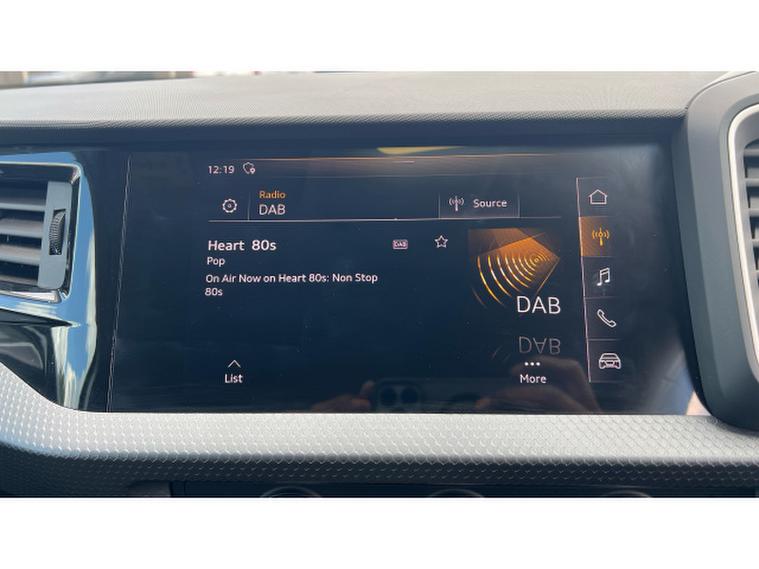 12:19
Radio
DAB
Source
Heart 80s
DAB
Pop
On Air Now on Heart 80s: Non Stop
80s
DAB
DAB
List
More